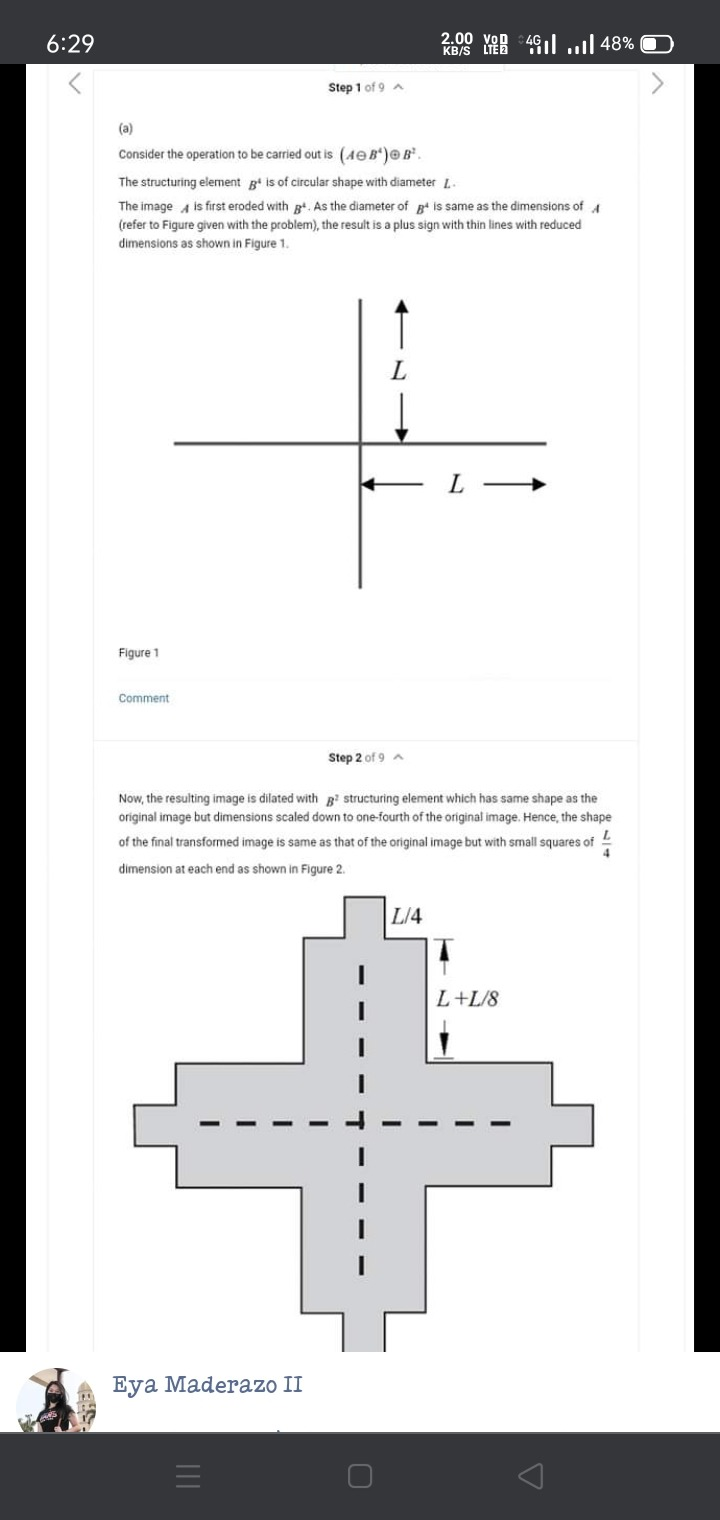 6:29
2.00 KB/S VoD LTE 2 4G 48%
Step 1 of 9
(a)
Consider the operation to be carried out is (A⊖B⁴)⊕B².
The structuring element B⁴ is of circular shape with diameter L.
The image A is first eroded with B⁴. As the diameter of B⁴ is same as the dimensions of A
(refer to Figure given with the problem), the result is a plus sign with thin lines with reduced
dimensions as shown in Figure 1.
L
L
Figure 1
Comment
Step 2 of 9
Now, the resulting image is dilated with B² structuring element which has same shape as the
original image but dimensions scaled down to one-fourth of the original image. Hence, the shape
of the final transformed image is same as that of the original image but with small squares of L/4
dimension at each end as shown in Figure 2.
L/4
L+L/8
Eya Maderazo II